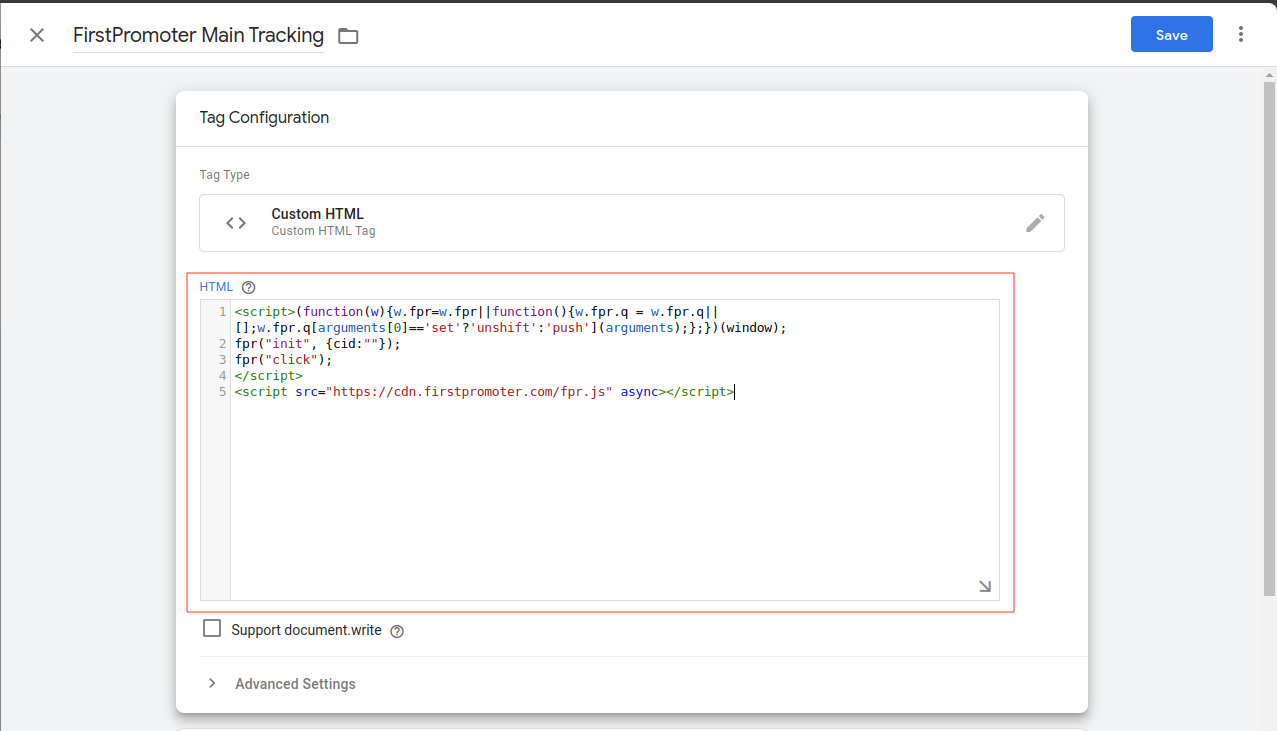 FirstPromoter Main Tracking
Save
Tag Configuration
Tag Type
Custom HTML
Custom HTML Tag
HTML
1 <script>(function(w){w.fpr=w.fpr||function(){w.fpr.q = w.fpr.q||
[];w.fpr.q[arguments[0]=='set'?'unshift':'push'](arguments);};})(window);
2 fpr("init", {cid:""});
3 fpr("click");
4 </script>
5 <script src="https://cdn.firstpromoter.com/fpr.js" async></script>
Support document.write
Advanced Settings